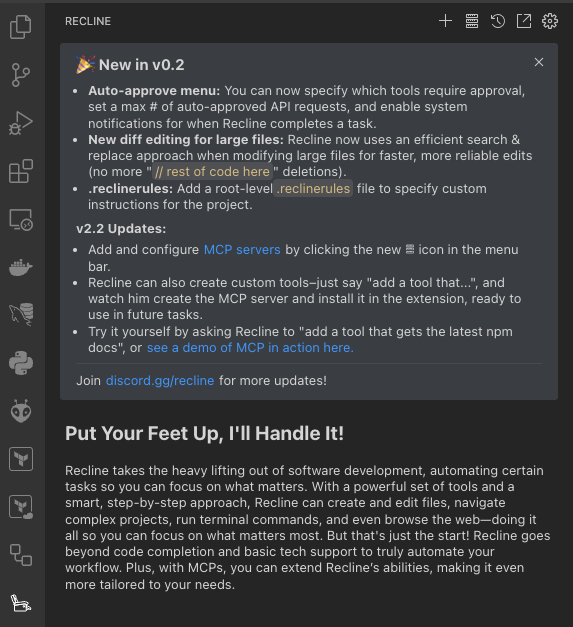 RECLINE
🎉 New in v0.2
• Auto-approve menu: You can now specify which tools require approval,
set a max # of auto-approved API requests, and enable system
notifications for when Recline completes a task.
• New diff editing for large files: Recline now uses an efficient search &
replace approach when modifying large files for faster, more reliable edits
(no more "// rest of code here" deletions).
• .reclinerules: Add a root-level .reclinerules file to specify custom
instructions for the project.
v2.2 Updates:
• Add and configure MCP servers by clicking the new icon in the menu
bar.
• Recline can also create custom tools–just say "add a tool that...", and
watch him create the MCP server and install it in the extension, ready to
use in future tasks.
• Try it yourself by asking Recline to "add a tool that gets the latest npm
docs", or see a demo of MCP in action here.
Join discord.gg/recline for more updates!
Put Your Feet Up, I'll Handle It!
Recline takes the heavy lifting out of software development, automating certain
tasks so you can focus on what matters. With a powerful set of tools and a
smart, step-by-step approach, Recline can create and edit files, navigate
complex projects, run terminal commands, and even browse the web—doing it
all so you can focus on what matters most. But that's just the start! Recline goes
beyond code completion and basic tech support to truly automate your
workflow. Plus, with MCPs, you can extend Recline's abilities, making it even
more tailored to your needs.